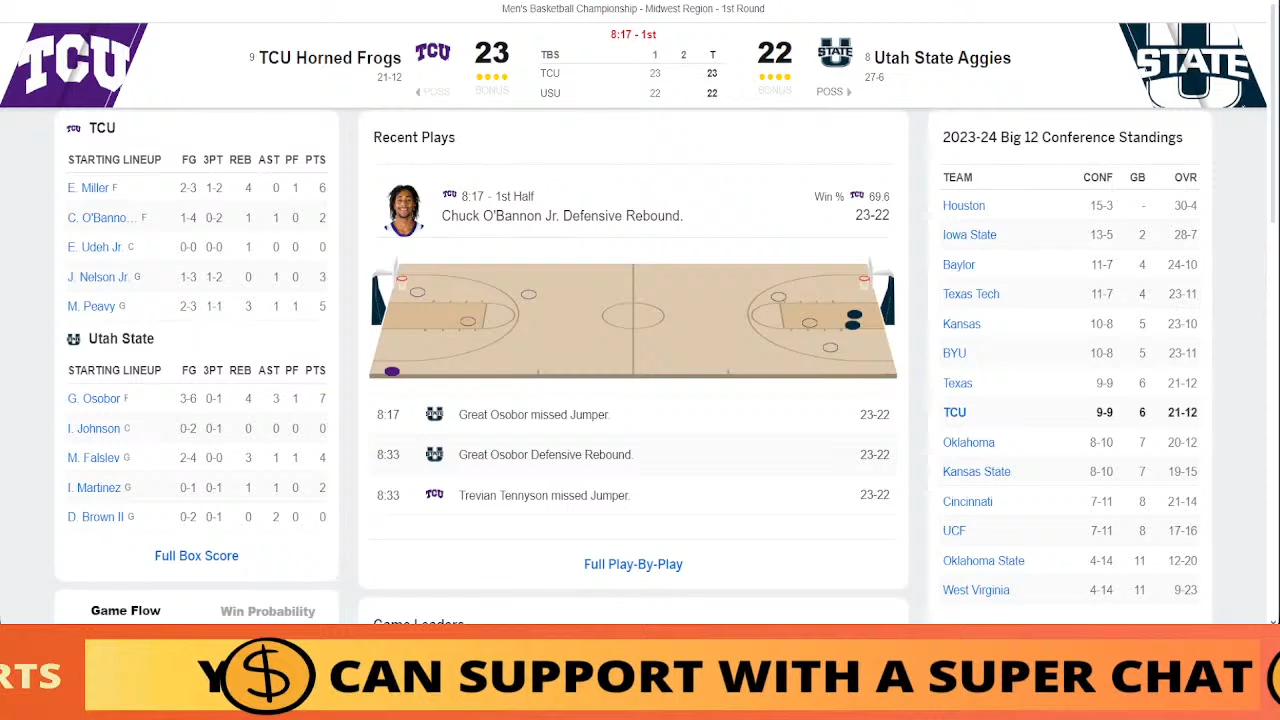 Men's Basketball Championship - Midwest Region - 1st Round
TCU
9 TCU Horned Frogs
21-12
TCU
23
BONUS
POSS
8:17 - 1st
TBS 1 2 T
TCU 23 23
USU 22 22
22
BONUS
STATE
8 Utah State Aggies
27-6
POSS
STATE
TCU TCU
STARTING LINEUP FG 3PT REB AST PF PTS
E. Miller F 2-3 1-2 4 0 1 6
C. O'Banno... F 1-4 0-2 1 1 0 2
E. Udeh Jr. C 0-0 0-0 1 0 0 0
J. Nelson Jr. G 1-3 1-2 0 1 0 3
M. Peavy G 2-3 1-1 3 1 1 5
Utah State
STARTING LINEUP FG 3PT REB AST PF PTS
G. Osobor F 3-6 0-1 4 3 1 7
I. Johnson C 0-2 0-1 0 0 0 0
M. Falslev G 2-4 0-0 3 1 1 4
I. Martinez G 0-1 0-1 1 1 0 2
D. Brown II G 0-2 0-1 0 2 0 0
Full Box Score
Game Flow Win Probability
Recent Plays
TCU 8:17 - 1st Half
Chuck O'Bannon Jr. Defensive Rebound.
Win % TCU 69.6
23-22
8:17 Great Osobor missed Jumper. 23-22
8:33 Great Osobor Defensive Rebound. 23-22
8:33 TCU Trevian Tennyson missed Jumper. 23-22
Full Play-By-Play
Game Leaders
2023-24 Big 12 Conference Standings
TEAM CONF GB OVR
Houston 15-3 - 30-4
Iowa State 13-5 2 28-7
Baylor 11-7 4 24-10
Texas Tech 11-7 4 23-11
Kansas 10-8 5 23-10
BYU 10-8 5 23-11
Texas 9-9 6 21-12
TCU 9-9 6 21-12
Oklahoma 8-10 7 20-12
Kansas State 8-10 7 19-15
Cincinnati 7-11 8 21-14
UCF 7-11 8 17-16
Oklahoma State 4-14 11 12-20
West Virginia 4-14 11 9-23
RTS Y $ CAN SUPPORT WITH A SUPER CHAT